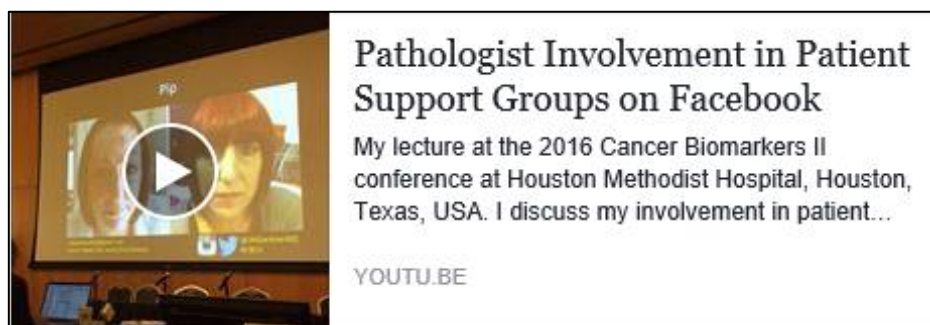 Pip
Pathologist Involvement in Patient
Support Groups on Facebook
My lecture at the 2016 Cancer Biomarkers II
conference at Houston Methodist Hospital, Houston,
Texas, USA. I discuss my involvement in patient...
YOUTU.BE